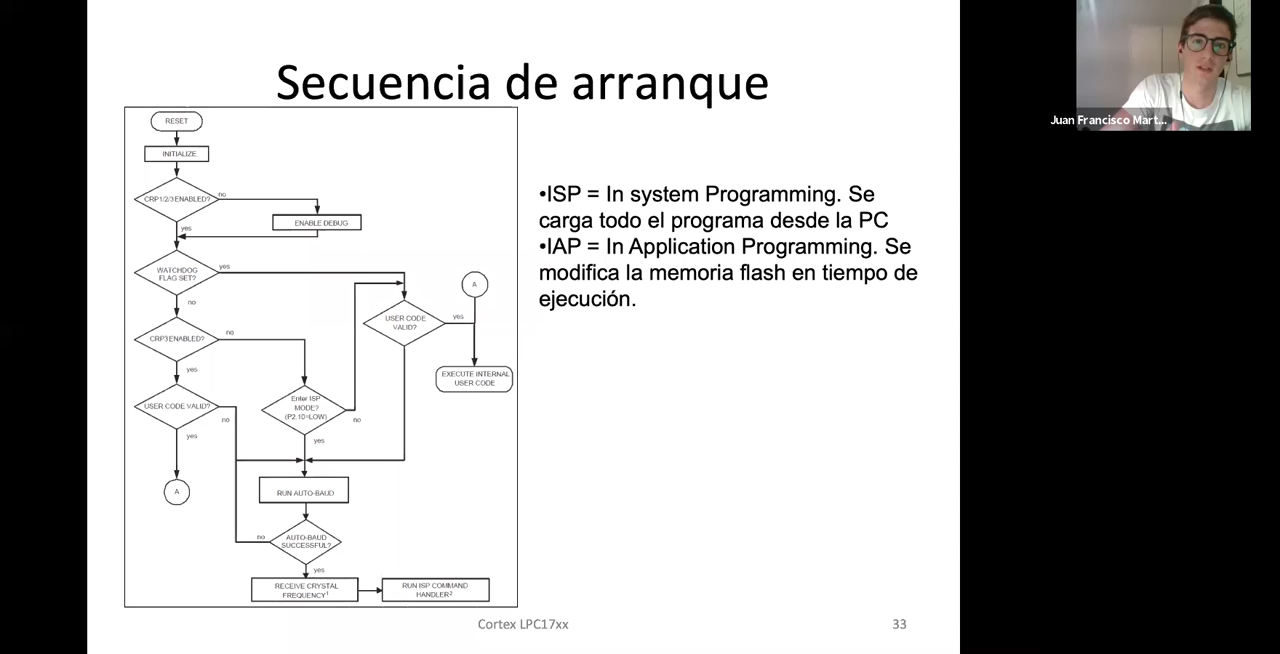 Secuencia de arranque
RESET
INITIALIZE
CRP1/2/3 ENABLED?
no
ENABLE DEBUG
yes
WATCHDOG
FLAG SET?
yes
no
A
USER CODE
VALID?
yes
CRP3 ENABLED?
no
yes
EXECUTE INTERNAL
USER CODE
USER CODE VALID?
no
yes
Enter ISP
MODE?
(P2.10=LOW)
no
yes
A
RUN AUTO-BAUD
AUTO-BAUD
SUCCESSFUL?
no
yes
RECEIVE CRYSTAL
FREQUENCY¹
RUN ISP COMMAND
HANDLER²
•ISP = In system Programming. Se
carga todo el programa desde la PC
•IAP = In Application Programming. Se
modifica la memoria flash en tiempo de
ejecución.
Cortex LPC17xx
33
Juan Francisco Mart...